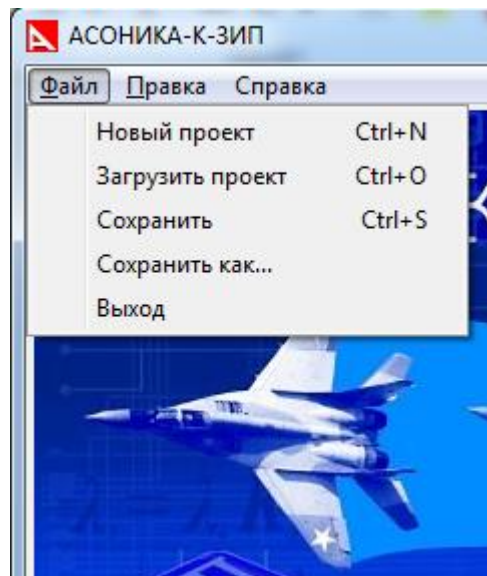 АСОНИКА-К-ЗИП
Файл Правка Справка
Новый проект Ctrl+N
Загрузить проект Ctrl+O
Сохранить Ctrl+S
Сохранить как...
Выход